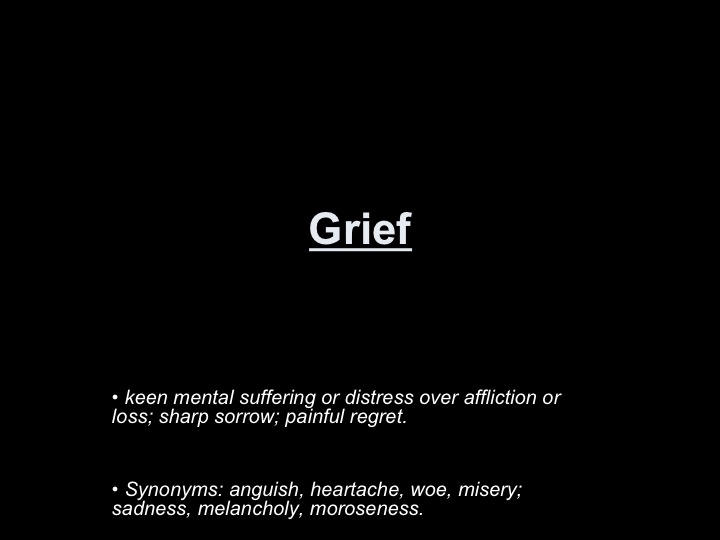 Grief
• keen mental suffering or distress over affliction or
loss; sharp sorrow; painful regret.
• Synonyms: anguish, heartache, woe, misery;
sadness, melancholy, moroseness.